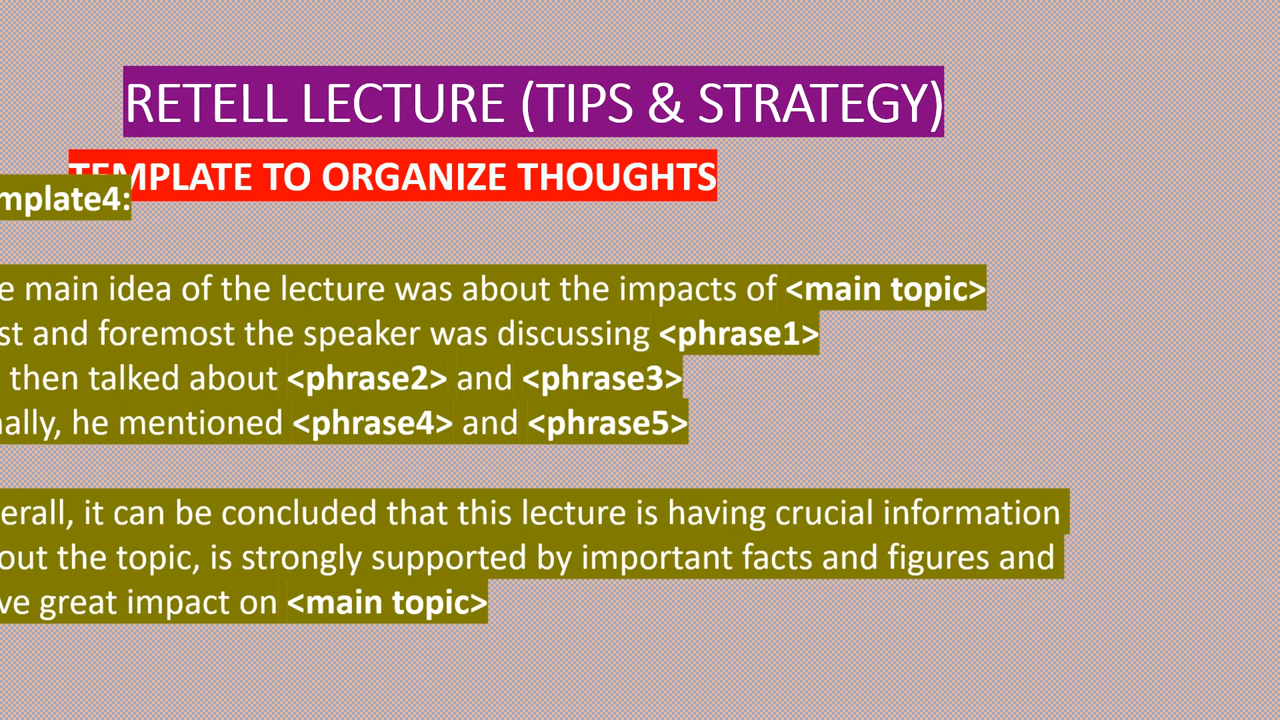 RETELL LECTURE (TIPS & STRATEGY)
TEMPLATE TO ORGANIZE THOUGHTS
mplate4:
e main idea of the lecture was about the impacts of <main topic>
st and foremost the speaker was discussing <phrase1>
then talked about <phrase2> and <phrase3>
nally, he mentioned <phrase4> and <phrase5>
erall, it can be concluded that this lecture is having crucial information
out the topic, is strongly supported by important facts and figures and
ve great impact on <main topic>